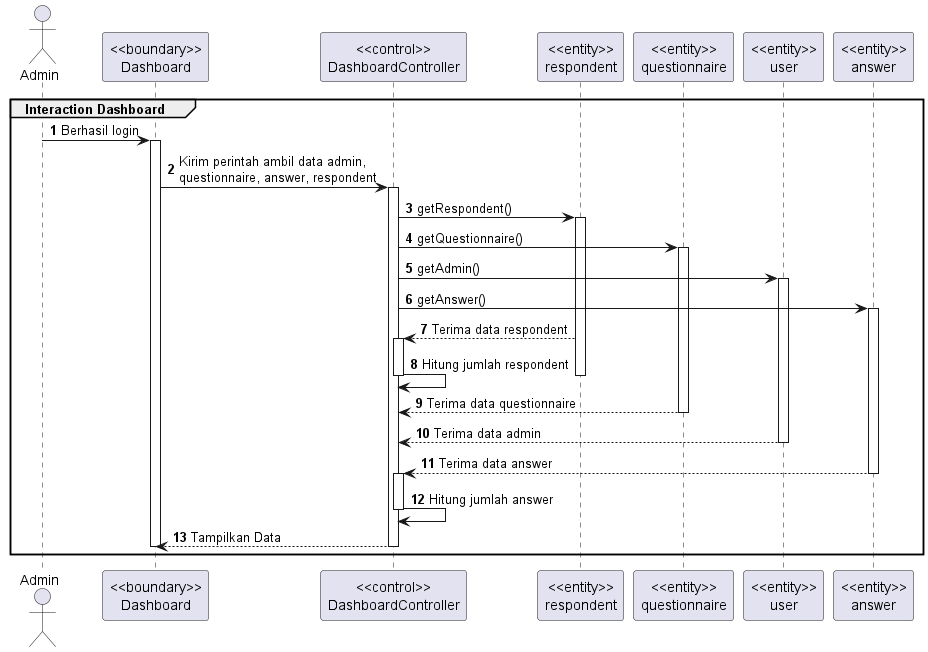 Admin
<<boundary>>
Dashboard
<<control>>
DashboardController
<<entity>>
respondent
<<entity>>
questionnaire
<<entity>>
user
<<entity>>
answer
Interaction Dashboard
1 Berhasil login
2 Kirim perintah ambil data admin,
questionnaire, answer, respondent
3 getRespondent()
4 getQuestionnaire()
5 getAdmin()
6 getAnswer()
7 Terima data respondent
8 Hitung jumlah respondent
9 Terima data questionnaire
10 Terima data admin
11 Terima data answer
12 Hitung jumlah answer
13 Tampilkan Data
Admin
<<boundary>>
Dashboard
<<control>>
DashboardController
<<entity>>
respondent
<<entity>>
questionnaire
<<entity>>
user
<<entity>>
answer